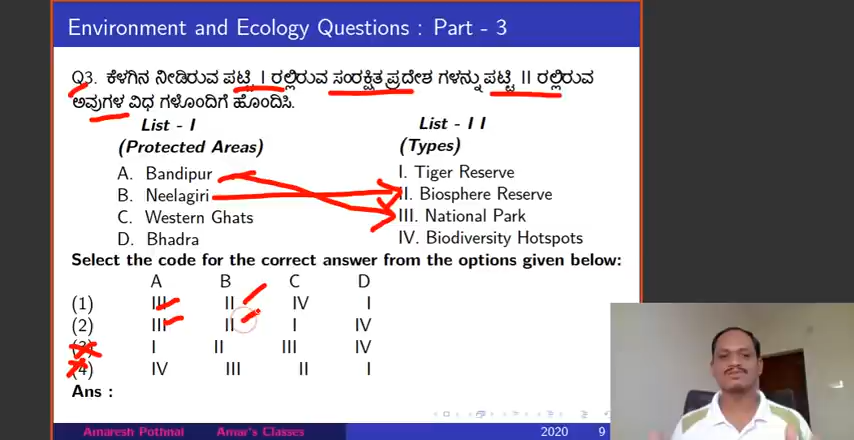 Environment and Ecology Questions : Part - 3
Q3. ಕೆಳಗಿನ ನೀಡಿರುವ ಪಟ್ಟಿ I ರಲ್ಲಿರುವ ಸಂರಕ್ಷಿತ ಪ್ರದೇಶ ಗಳನ್ನು ಪಟ್ಟಿ II ರಲ್ಲಿರುವ
ಅವುಗಳ ವಿಧ ಗಳೊಂದಿಗೆ ಹೊಂದಿಸಿ.
List - I List - I I
(Protected Areas) (Types)
A. Bandipur I. Tiger Reserve
B. Neelagiri II. Biosphere Reserve
C. Western Ghats III. National Park
D. Bhadra IV. Biodiversity Hotspots
Select the code for the correct answer from the options given below:
A B C D
(1) III II IV I
(2) III II I IV
(3) I II III IV
(4) IV III II I
Ans :
Amaresh Pothnal Amar's Classes 2020 9